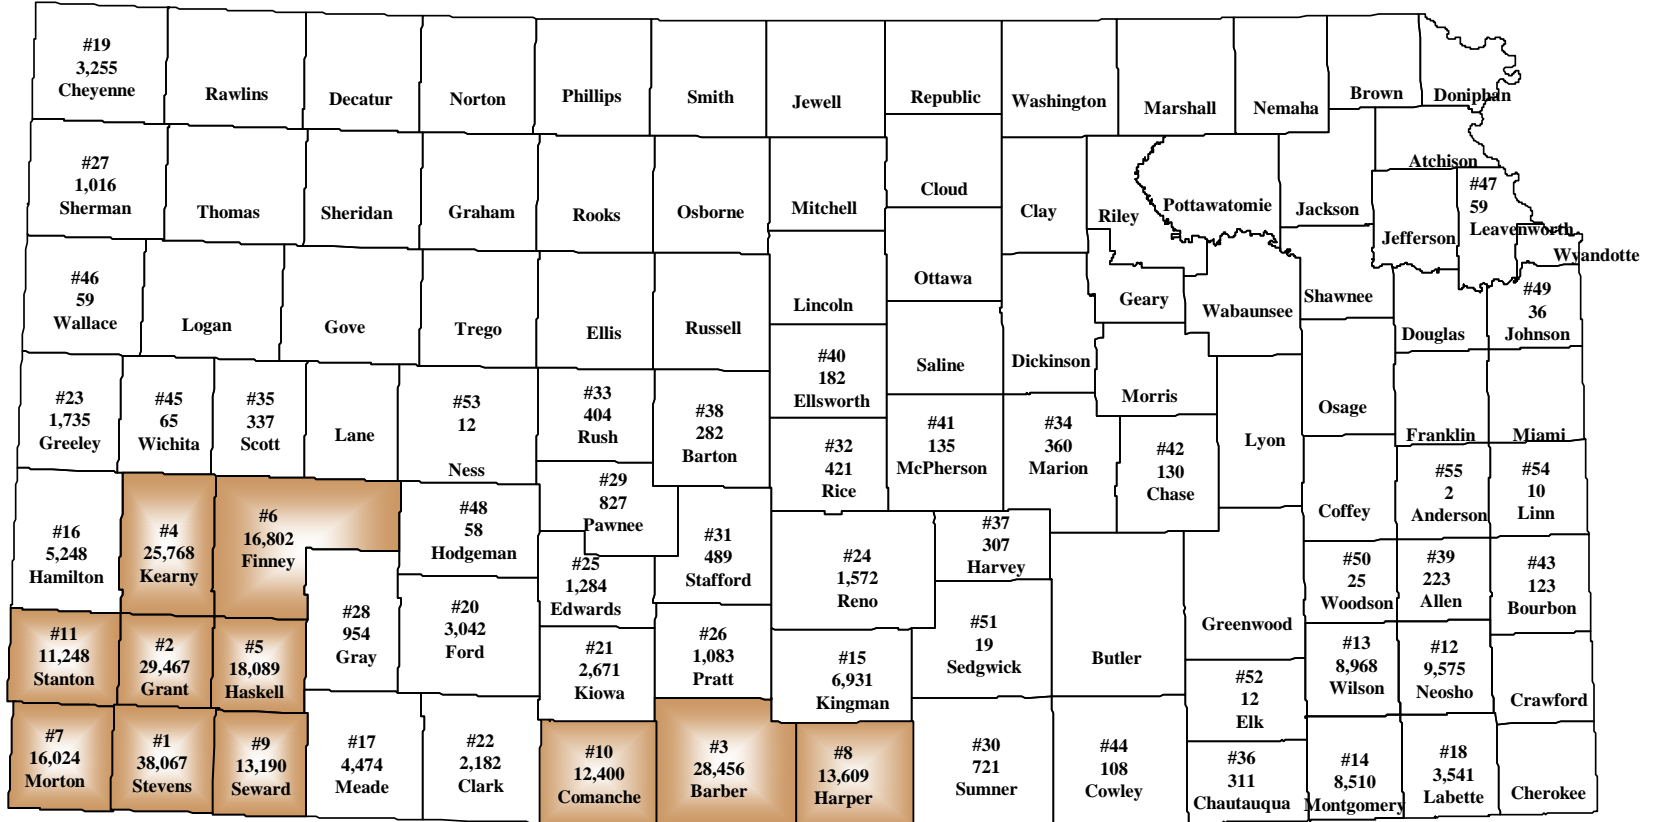 #19
3,255
Cheyenne
Rawlins
Decatur
Norton
Phillips
Smith
Jewell
Republic
Washington
Marshall
Nemaha
Brown
Doniphan
#27
1,016
Sherman
Thomas
Sheridan
Graham
Rooks
Osborne
Mitchell
Cloud
Clay
Riley
Pottawatomie
Jackson
Atchison
Jefferson
#47
59
Leavenworth
Wyandotte
#46
59
Wallace
Logan
Gove
Trego
Ellis
Russell
Lincoln
Ottawa
Geary
Wabaunsee
Shawnee
Douglas
#49
36
Johnson
#23
1,735
Greeley
#45
65
Wichita
#35
337
Scott
Lane
#53
12
Ness
#33
404
Rush
#38
282
Barton
#40
182
Ellsworth
Saline
Dickinson
Morris
Osage
Franklin
Miami
#32
421
Rice
#41
135
McPherson
#34
360
Marion
#42
130
Chase
Lyon
Coffey
#55
2
Anderson
#54
10
Linn
#16
5,248
Hamilton
#4
25,768
Kearny
#6
16,802
Finney
#48
58
Hodgeman
#29
827
Pawnee
#25
1,284
Edwards
#31
489
Stafford
#24
1,572
Reno
#37
307
Harvey
#50
25
Woodson
#39
223
Allen
#43
123
Bourbon
#11
11,248
Stanton
#2
29,467
Grant
#5
18,089
Haskell
#28
954
Gray
#20
3,042
Ford
#21
2,671
Kiowa
#26
1,083
Pratt
#15
6,931
Kingman
#51
19
Sedgwick
Butler
Greenwood
#52
12
Elk
#13
8,968
Wilson
#12
9,575
Neosho
Crawford
#7
16,024
Morton
#1
38,067
Stevens
#9
13,190
Seward
#17
4,474
Meade
#22
2,182
Clark
#10
12,400
Comanche
#3
28,456
Barber
#8
13,609
Harper
#30
721
Sumner
#44
108
Cowley
#36
311
Chautauqua
#14
8,510
Montgomery
#18
3,541
Labette
Cherokee